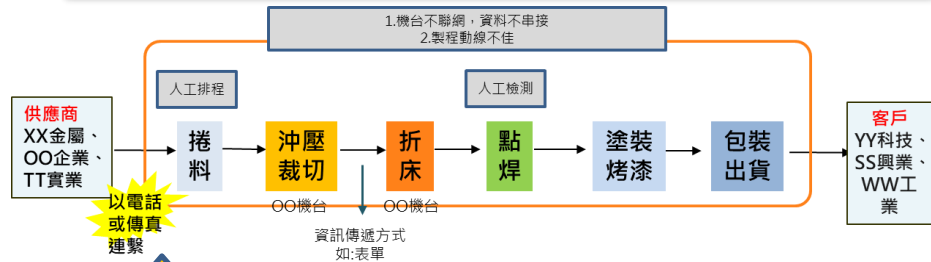 1.機台不聯網，資料不串接
2.製程動線不佳
人工排程
人工檢測
供應商
XX金屬、
OO企業、
TT實業
捲
料
沖壓
裁切
折
床
點
焊
塗裝
烤漆
包裝
出貨
客戶
YY科技、
SS興業、
WW工
業
以電話
或傳真
連繫
OO機台
OO機台
資訊傳遞方式
如:表單